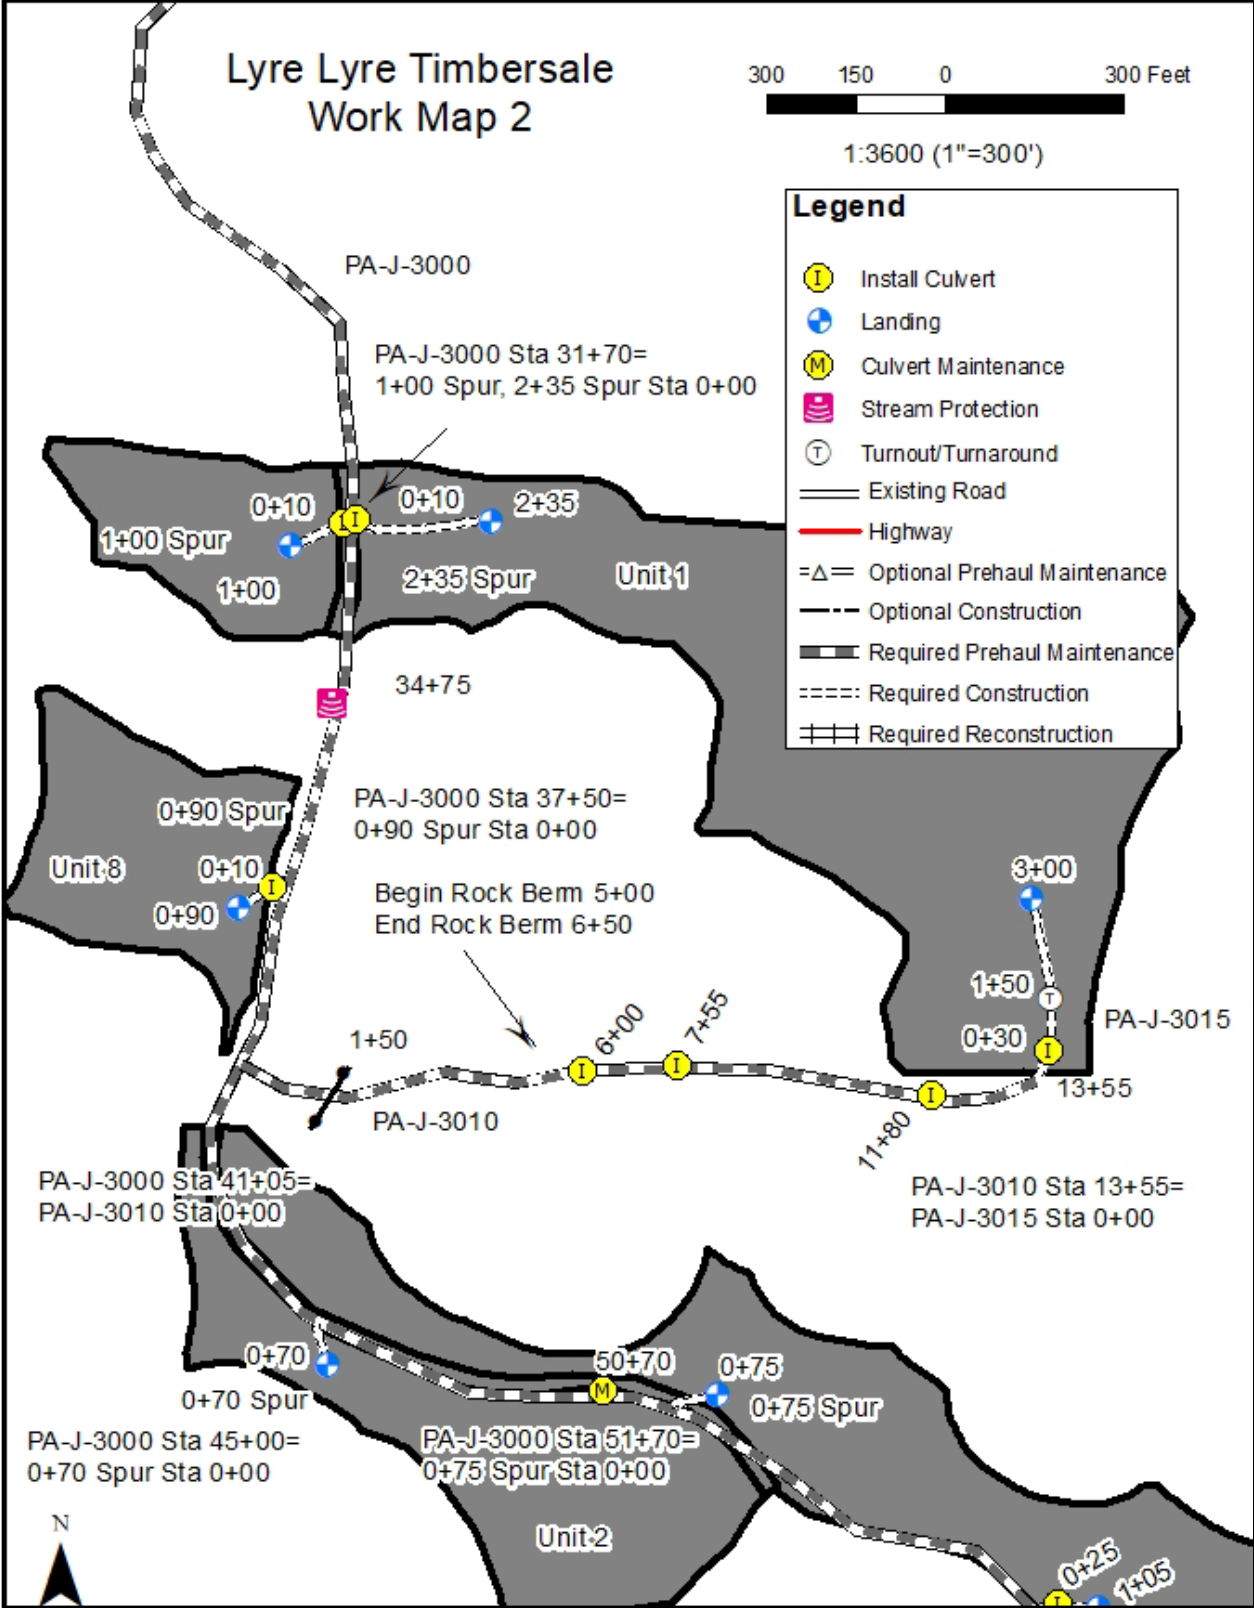 Lyre Lyre Timbersale
Work Map 2
300 150 0 300 Feet
1:3600 (1"=300')
Legend
I Install Culvert
Landing
M Culvert Maintenance
Stream Protection
T Turnout/Turnaround
Existing Road
Highway
Optional Prehaul Maintenance
Optional Construction
Required Prehaul Maintenance
Required Construction
Required Reconstruction
PA-J-3000
PA-J-3000 Sta 31+70=
1+00 Spur, 2+35 Spur Sta 0+00
0+10
I
I
0+10
2+35
1+00 Spur
1+00
2+35 Spur
Unit 1
34+75
0+90 Spur
PA-J-3000 Sta 37+50=
0+90 Spur Sta 0+00
Unit 8
0+10
I
0+90
Begin Rock Berm 5+00
End Rock Berm 6+50
3+00
1+50
T
0+30
I
PA-J-3015
1+50
6+00
I
7+55
I
11+80
I
13+55
PA-J-3010
PA-J-3000 Sta 41+05=
PA-J-3010 Sta 0+00
PA-J-3010 Sta 13+55=
PA-J-3015 Sta 0+00
0+70
0+70 Spur
50+70
M
0+75
0+75 Spur
PA-J-3000 Sta 45+00=
0+70 Spur Sta 0+00
PA-J-3000 Sta 51+70=
0+75 Spur Sta 0+00
Unit 2
N
0+25
I
1+05